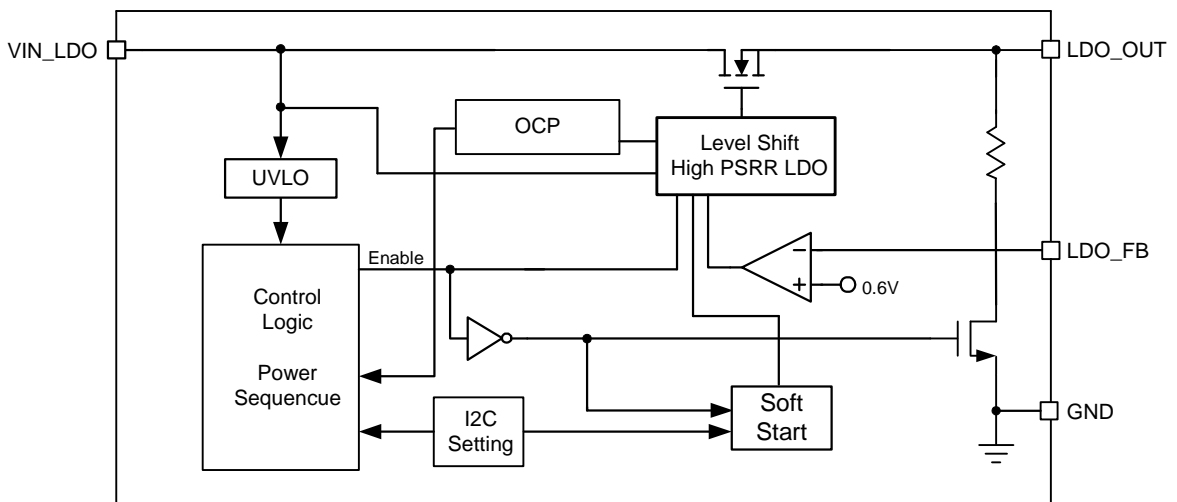 VIN_LDO
LDO_OUT
OCP
Level Shift
High PSRR LDO
UVLO
Enable
−
LDO_FB
+
0.6V
Control
Logic
Power
Sequencue
I2C
Setting
Soft
Start
GND